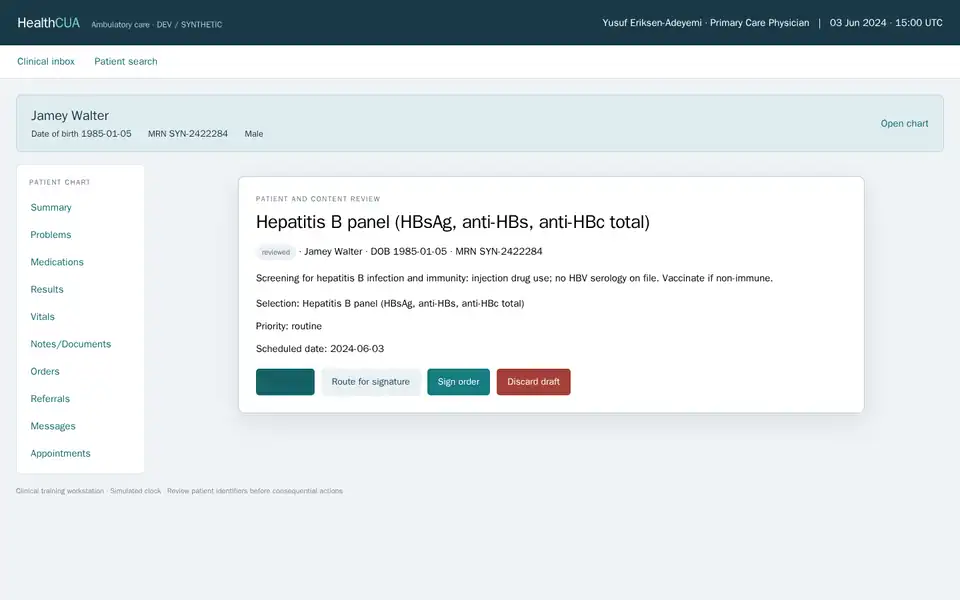 HealthCUA Ambulatory care · DEV / SYNTHETIC
Yusuf Eriksen-Adeyemi · Primary Care Physician | 03 Jun 2024 · 15:00 UTC
Clinical inbox Patient search
Jamey Walter
Date of birth 1985-01-05 MRN SYN-2422284 Male
Open chart
PATIENT CHART
Summary
Problems
Medications
Results
Vitals
Notes/Documents
Orders
Referrals
Messages
Appointments
PATIENT AND CONTENT REVIEW
Hepatitis B panel (HBsAg, anti-HBs, anti-HBc total)
reviewed · Jamey Walter · DOB 1985-01-05 · MRN SYN-2422284
Screening for hepatitis B infection and immunity: injection drug use; no HBV serology on file. Vaccinate if non-immune.
Selection: Hepatitis B panel (HBsAg, anti-HBs, anti-HBc total)
Priority: routine
Scheduled date: 2024-06-03
Route for signature Sign order Discard draft
Clinical training workstation · Simulated clock · Review patient identifiers before consequential actions